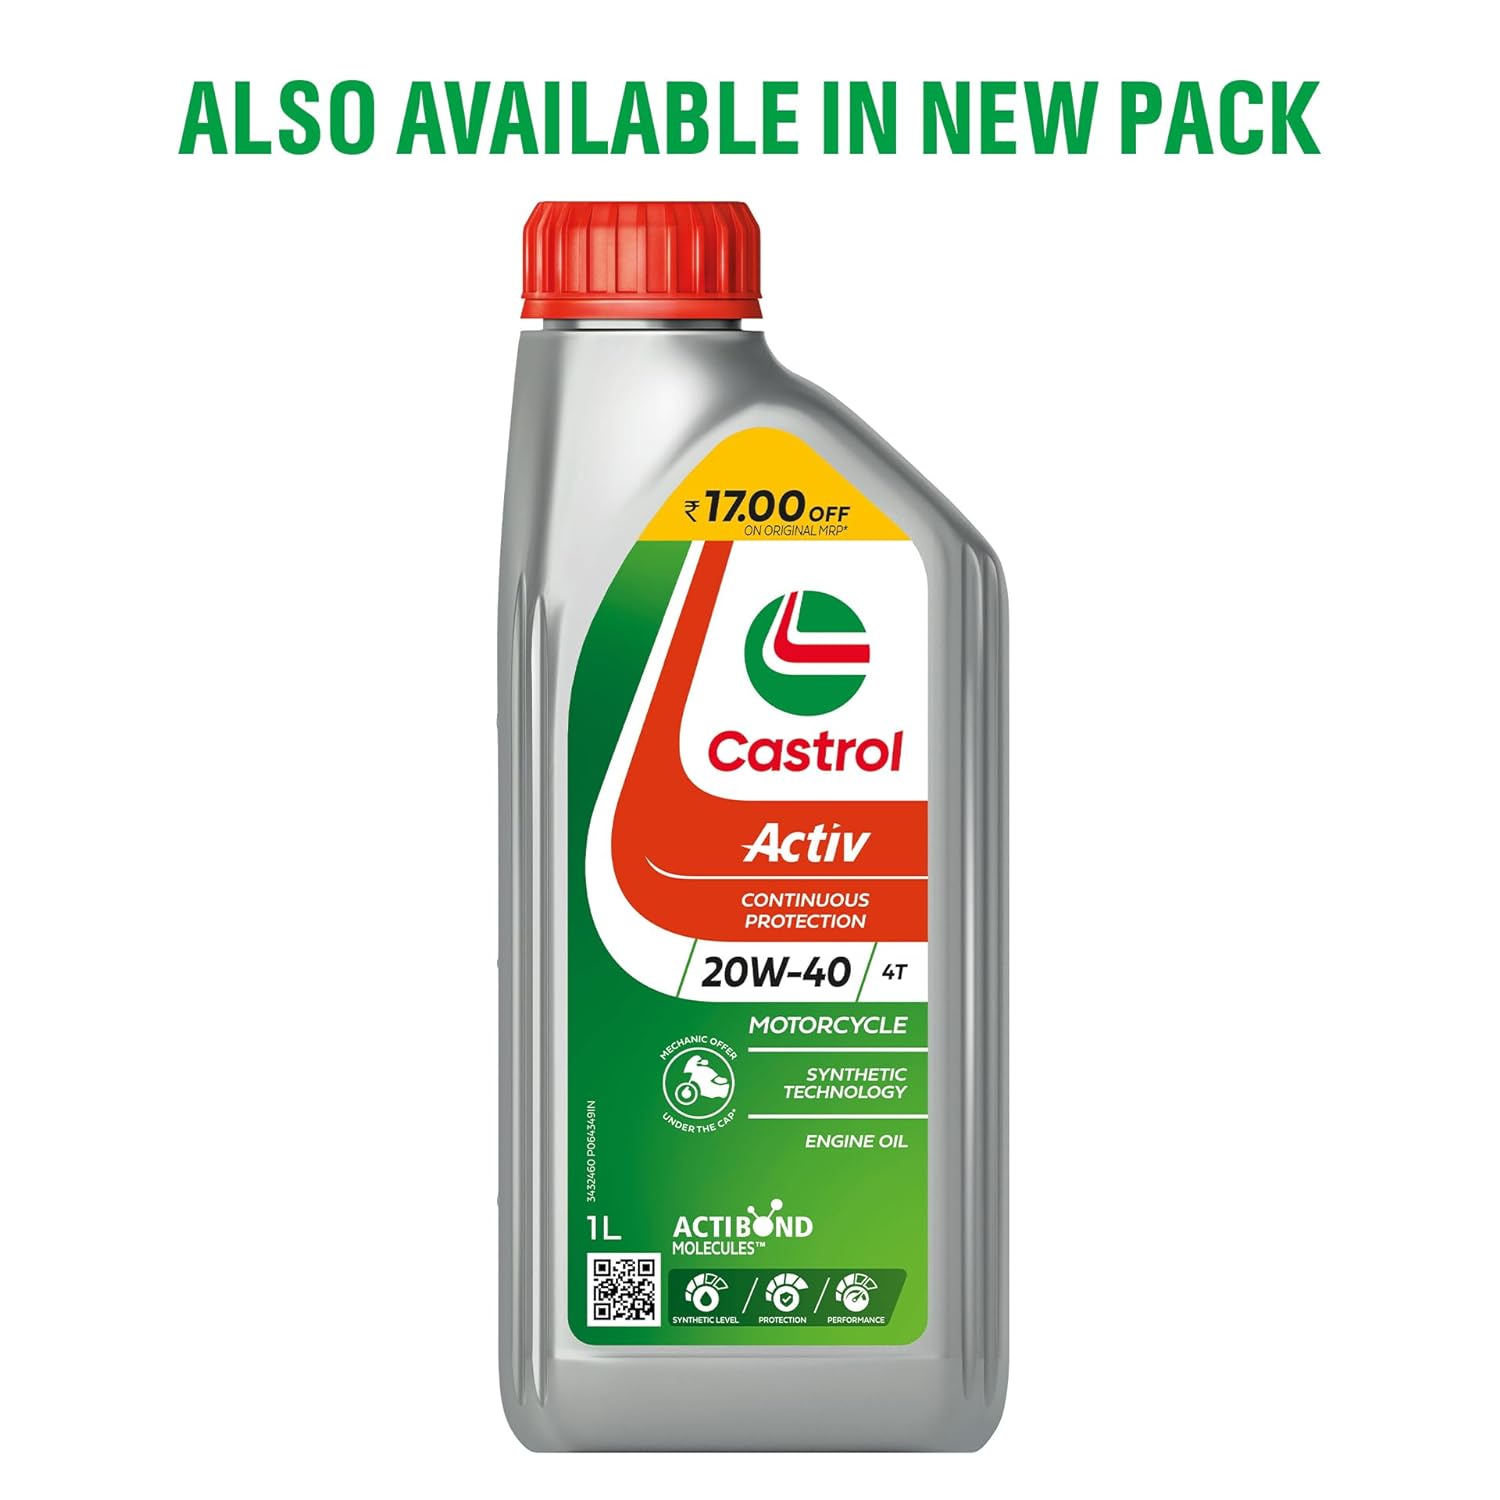 ALSO AVAILABLE IN NEW PACK
₹17.00 OFF
ON ORIGINAL MRP*
Castrol
Activ
CONTINUOUS
PROTECTION
20W-40 4T
MOTORCYCLE
MECHANIC OFFER
UNDER THE CAP*
SYNTHETIC
TECHNOLOGY
ENGINE OIL
3432460 P064349IN
1L
ACTIBOND
MOLECULES™
SYNTHETIC LEVEL PROTECTION PERFORMANCE